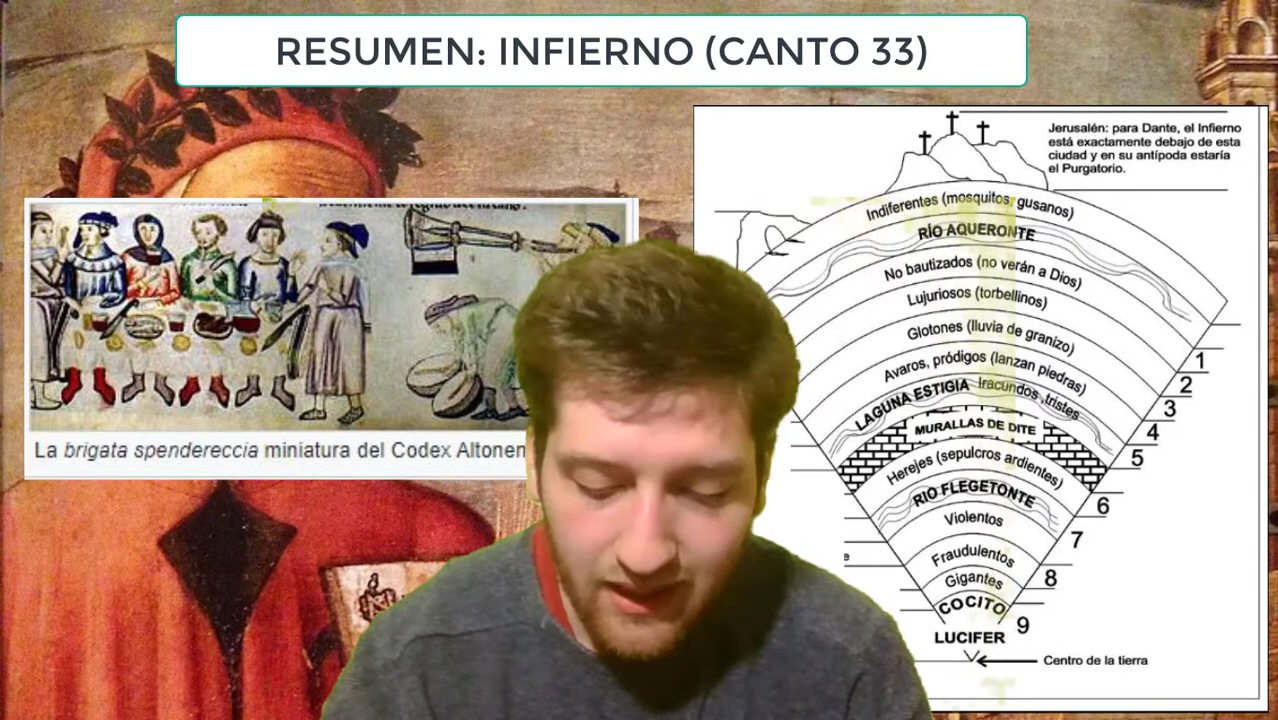 RESUMEN: INFIERNO (CANTO 33)
La brigata spendereccia miniatura del Codex Altonen
Jerusalén: para Dante, el Infierno
está exactamente debajo de esta
ciudad y en su antípoda estaría
el Purgatorio.
Indiferentes (mosquitos, gusanos)
RÍO AQUERONTE
No bautizados (no verán a Dios)
Lujuriosos (torbellinos)
Glotones (lluvia de granizo)
1
Avaros, pródigos (lanzan piedras)
2
LAGUNA ESTIGIA Iracundos, tristes
3
MURALLAS DE DITE
4
5
Herejes (sepulcros ardientes)
RIO FLEGETONTE
6
Violentos
7
Fraudulentos
Gigantes
8
COCITO
9
LUCIFER
Centro de la tierra